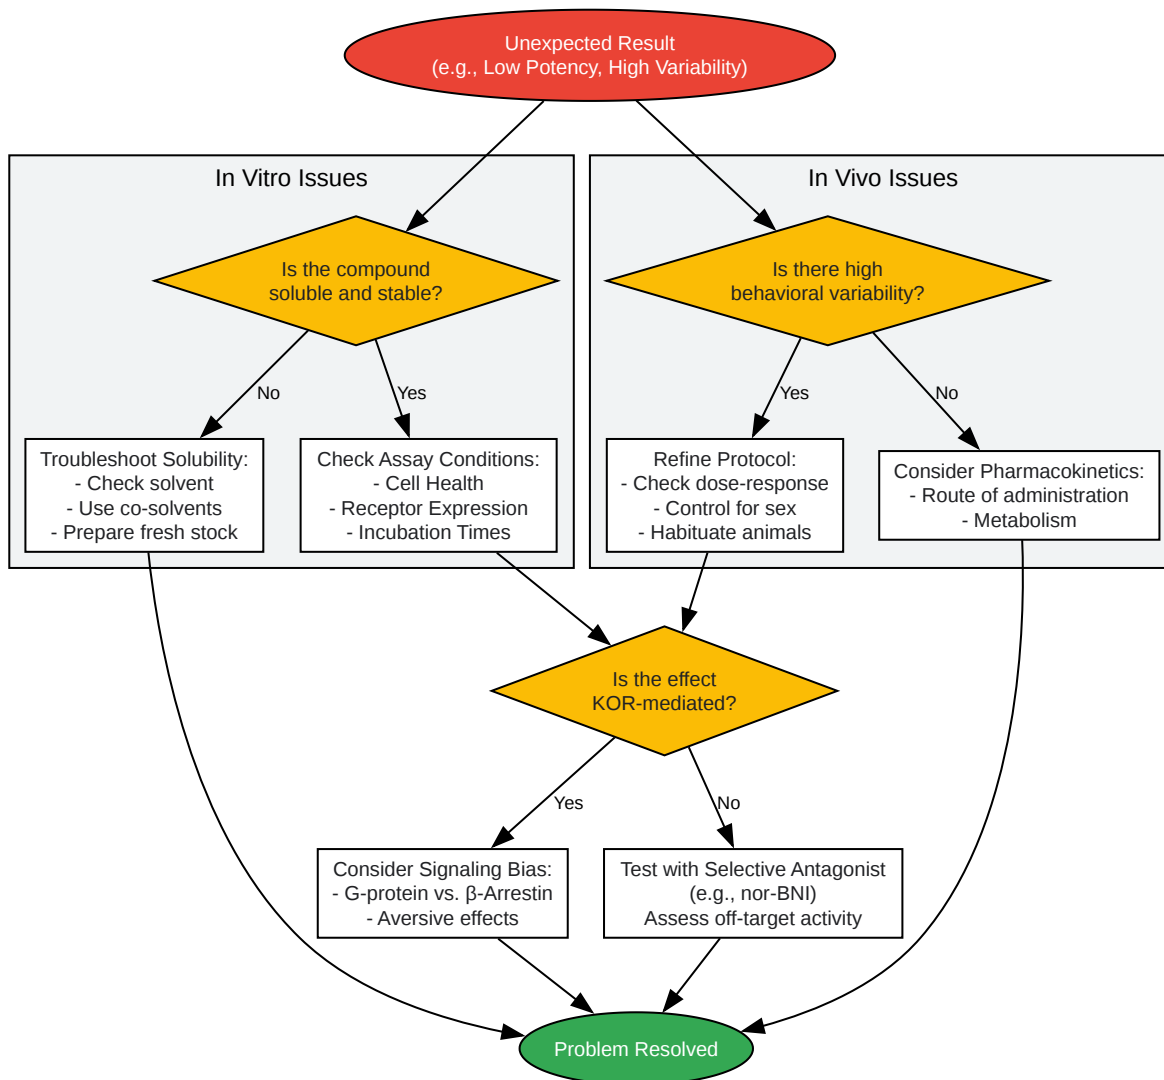 Unexpected Result
(e.g., Low Potency, High Variability)
In Vitro Issues
Is the compound
soluble and stable?
No
Yes
Troubleshoot Solubility:
- Check solvent
- Use co-solvents
- Prepare fresh stock
Check Assay Conditions:
- Cell Health
- Receptor Expression
- Incubation Times
In Vivo Issues
Is there high
behavioral variability?
Yes
No
Refine Protocol:
- Check dose-response
- Control for sex
- Habituate animals
Consider Pharmacokinetics:
- Route of administration
- Metabolism
Is the effect
KOR-mediated?
Yes
No
Consider Signaling Bias:
- G-protein vs. β-Arrestin
- Aversive effects
Test with Selective Antagonist
(e.g., nor-BNI)
Assess off-target activity
Problem Resolved